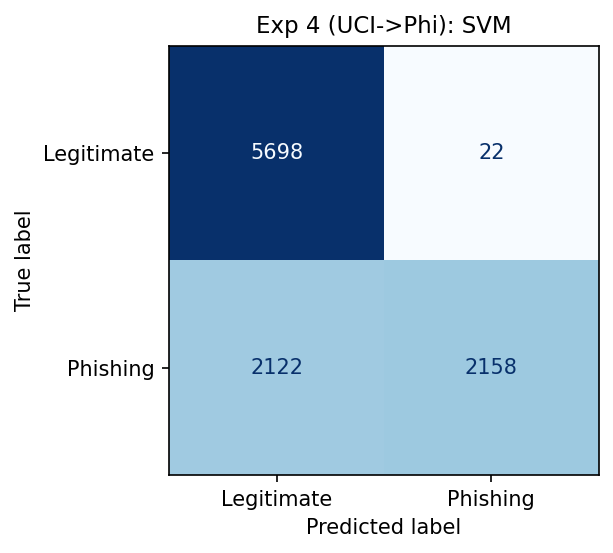 Exp 4 (UCI->Phi): SVM
True label
Legitimate
5698
22
Phishing
2122
2158
Legitimate
Phishing
Predicted label